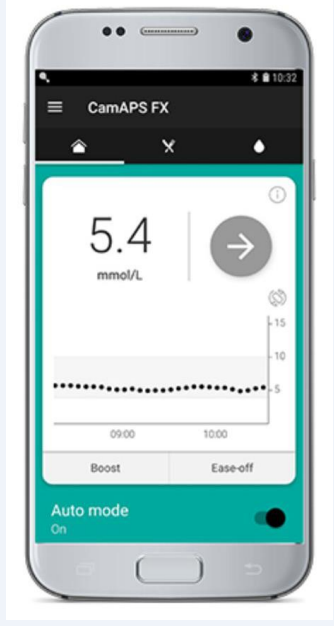 10:32
CamAPS FX
5.4
mmol/L
15
10
5
09:00 10:00
Boost Ease-off
Auto mode
On